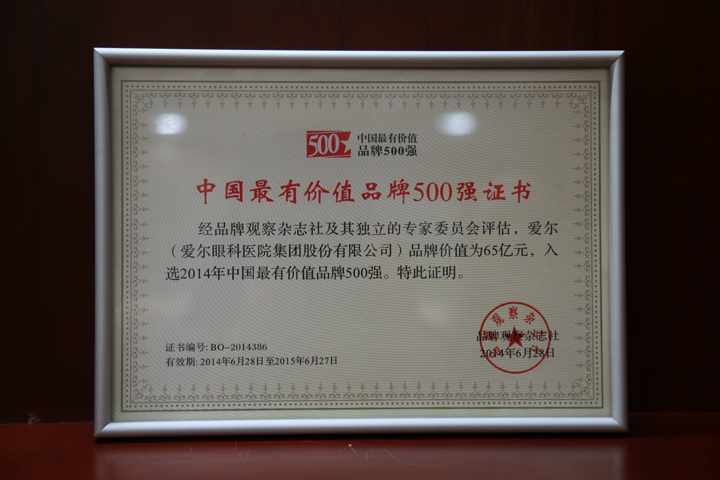 500
中国最有价值
品牌500强
中国最有价值品牌500强证书
经品牌观察杂志社及其独立的专家委员会评估，爱尔
（爱尔眼科医院集团股份有限公司）品牌价值为65亿元，入
选2014年中国最有价值品牌500强。特此证明。
品牌观察杂志社
2014年6月28日
证书编号: BO-2014386
有效期: 2014年6月28日至2015年6月27日
观察杂